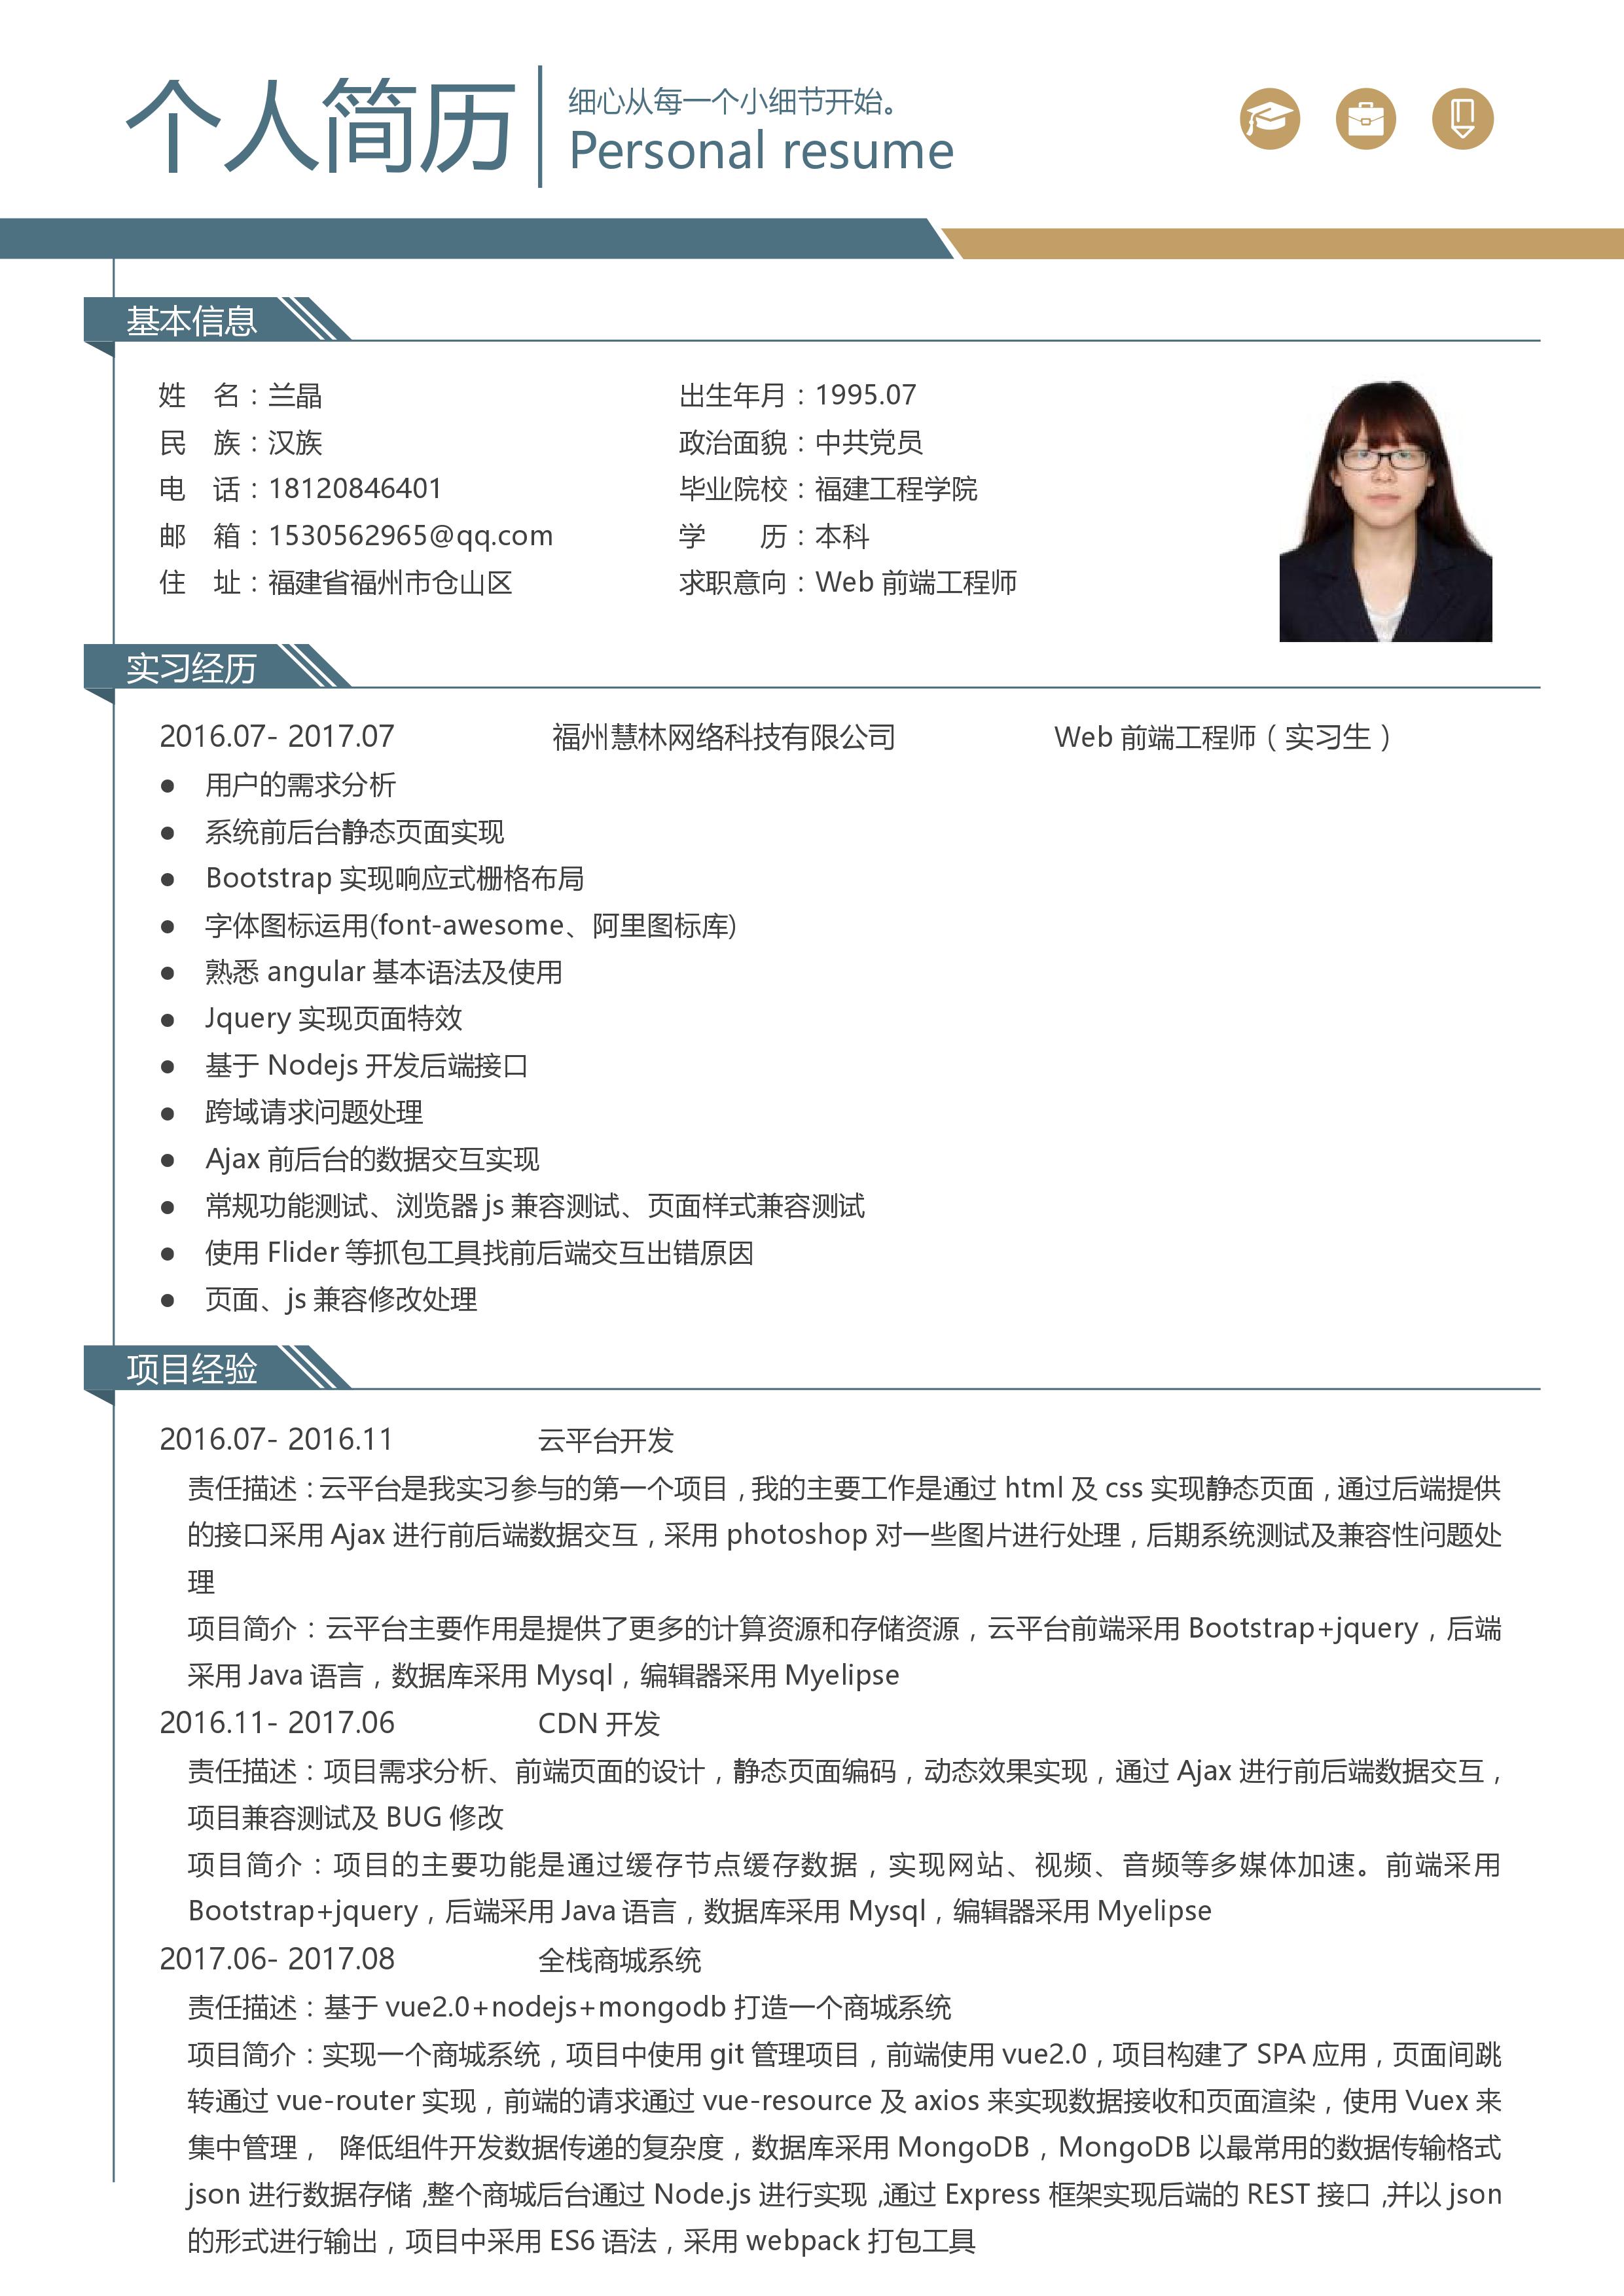 个人简历
细心从每一个小细节开始。
Personal resume
基本信息
姓 名：兰晶 出生年月：1995.07
民 族：汉族 政治面貌：中共党员
电 话：18120846401 毕业院校：福建工程学院
邮 箱：1530562965@qq.com 学 历：本科
住 址：福建省福州市仓山区 求职意向：Web 前端工程师
实习经历
2016.07- 2017.07 福州慧林网络科技有限公司 Web 前端工程师（实习生）
● 用户的需求分析
● 系统前后台静态页面实现
● Bootstrap 实现响应式栅格布局
● 字体图标运用(font-awesome、阿里图标库)
● 熟悉 angular 基本语法及使用
● Jquery 实现页面特效
● 基于 Nodejs 开发后端接口
● 跨域请求问题处理
● Ajax 前后台的数据交互实现
● 常规功能测试、浏览器 js 兼容测试、页面样式兼容测试
● 使用 Flider 等抓包工具找前后端交互出错原因
● 页面、js 兼容修改处理
项目经验
2016.07- 2016.11 云平台开发
责任描述：云平台是我实习参与的第一个项目，我的主要工作是通过 html 及 css 实现静态页面，通过后端提供
的接口采用 Ajax 进行前后端数据交互，采用 photoshop 对一些图片进行处理，后期系统测试及兼容性问题处
理
项目简介：云平台主要作用是提供了更多的计算资源和存储资源，云平台前端采用 Bootstrap+jquery，后端
采用 Java 语言，数据库采用 Mysql，编辑器采用 Myelipse
2016.11- 2017.06 CDN 开发
责任描述：项目需求分析、前端页面的设计，静态页面编码，动态效果实现，通过 Ajax 进行前后端数据交互，
项目兼容测试及 BUG 修改
项目简介：项目的主要功能是通过缓存节点缓存数据，实现网站、视频、音频等多媒体加速。前端采用
Bootstrap+jquery，后端采用 Java 语言，数据库采用 Mysql，编辑器采用 Myelipse
2017.06- 2017.08 全栈商城系统
责任描述：基于 vue2.0+nodejs+mongodb 打造一个商城系统
项目简介：实现一个商城系统，项目中使用 git 管理项目，前端使用 vue2.0，项目构建了 SPA 应用，页面间跳
转通过 vue-router 实现，前端的请求通过 vue-resource 及 axios 来实现数据接收和页面渲染，使用 Vuex 来
集中管理， 降低组件开发数据传递的复杂度，数据库采用 MongoDB，MongoDB 以最常用的数据传输格式
json 进行数据存储，整个商城后台通过 Node.js 进行实现，通过 Express 框架实现后端的 REST 接口，并以 json
的形式进行输出，项目中采用 ES6 语法，采用 webpack 打包工具